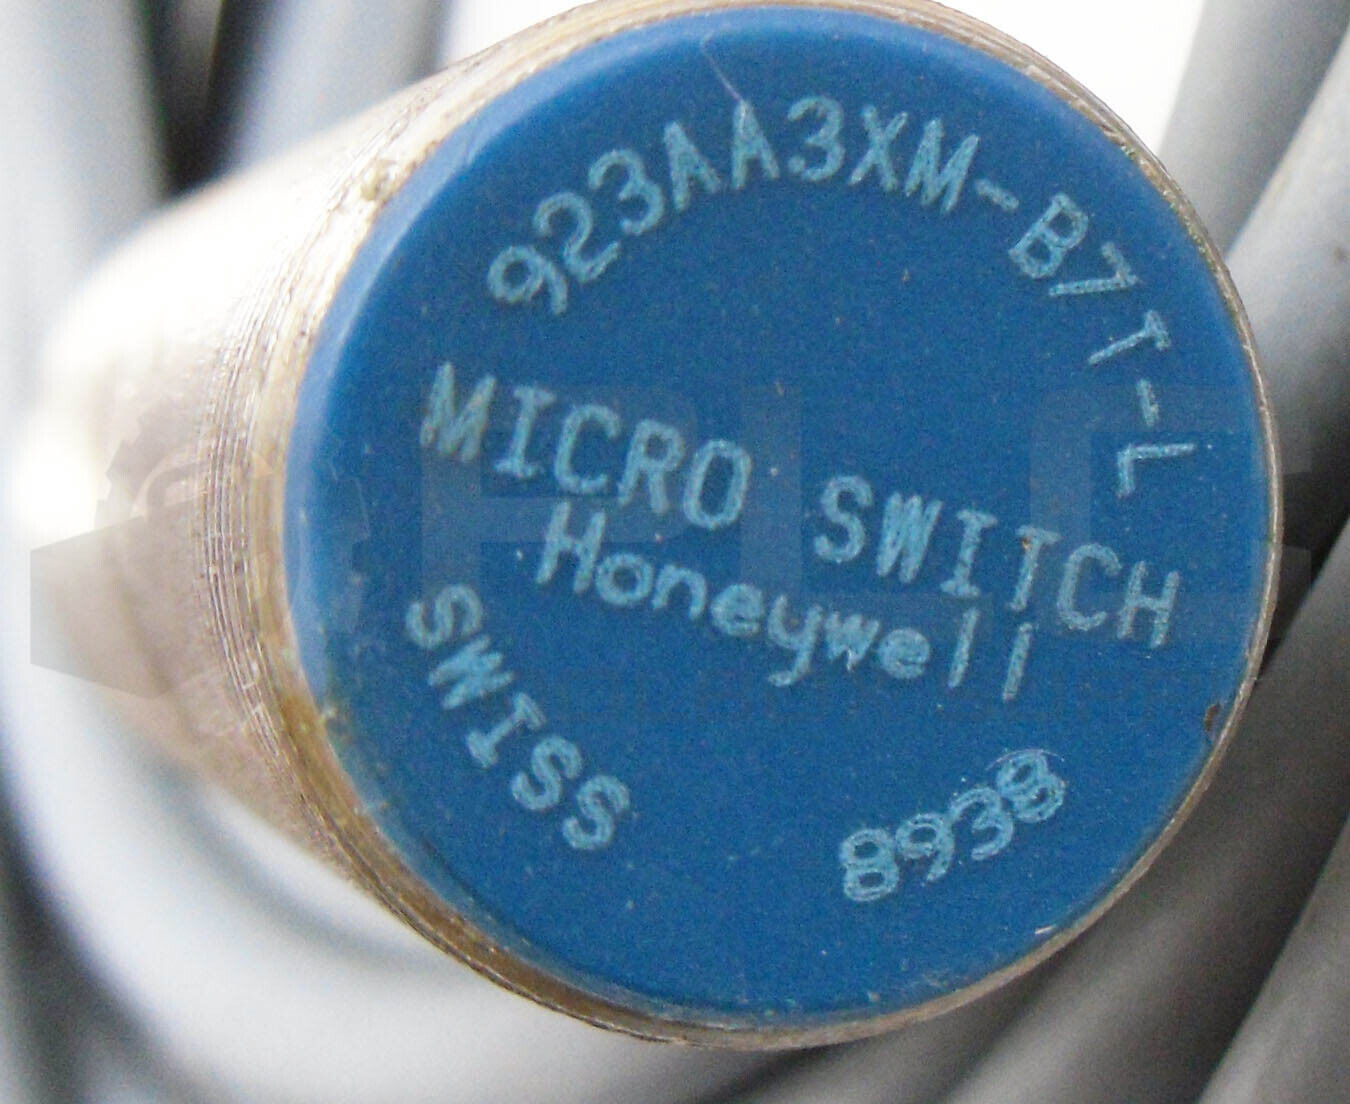 923AA3XM-B7T-L
MICRO SWITCH
Honeywell
SWISS
8938